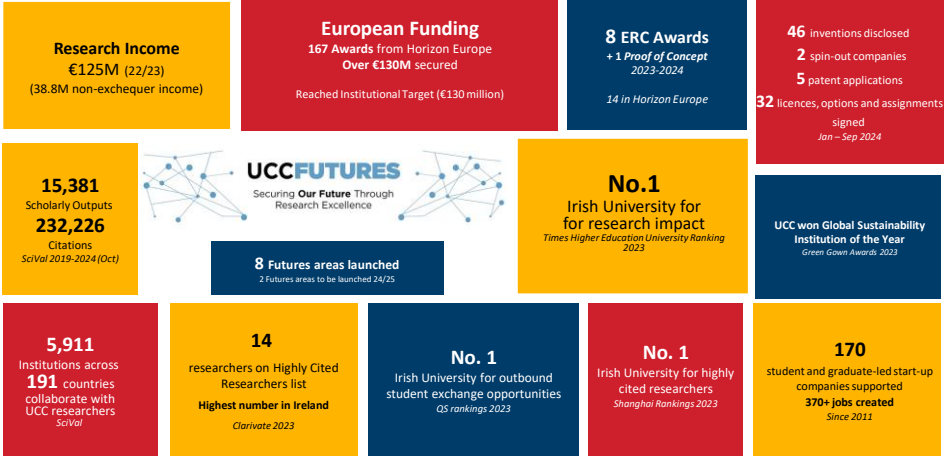 Research Income
€125M (22/23)
(38.8M non-exchequer income)
European Funding
167 Awards from Horizon Europe
Over €130M secured
Reached Institutional Target (€130 million)
8 ERC Awards
+ 1 Proof of Concept
2023-2024
14 in Horizon Europe
46 inventions disclosed
2 spin-out companies
5 patent applications
32 licences, options and assignments
signed
Jan – Sep 2024
15,381
Scholarly Outputs
232,226
Citations
SciVal 2019-2024 (Oct)
UCCFUTURES
Securing Our Future Through
Research Excellence
8 Futures areas launched
2 Futures areas to be launched 24/25
No.1
Irish University for
for research impact
Times Higher Education University Ranking
2023
UCC won Global Sustainability
Institution of the Year
Green Gown Awards 2023
5,911
Institutions across
191 countries
collaborate with
UCC researchers
SciVal
14
researchers on Highly Cited
Researchers list
Highest number in Ireland
Clarivate 2023
No. 1
Irish University for outbound
student exchange opportunities
QS rankings 2023
No. 1
Irish University for highly
cited researchers
Shanghai Rankings 2023
170
student and graduate-led start-up
companies supported
370+ jobs created
Since 2011